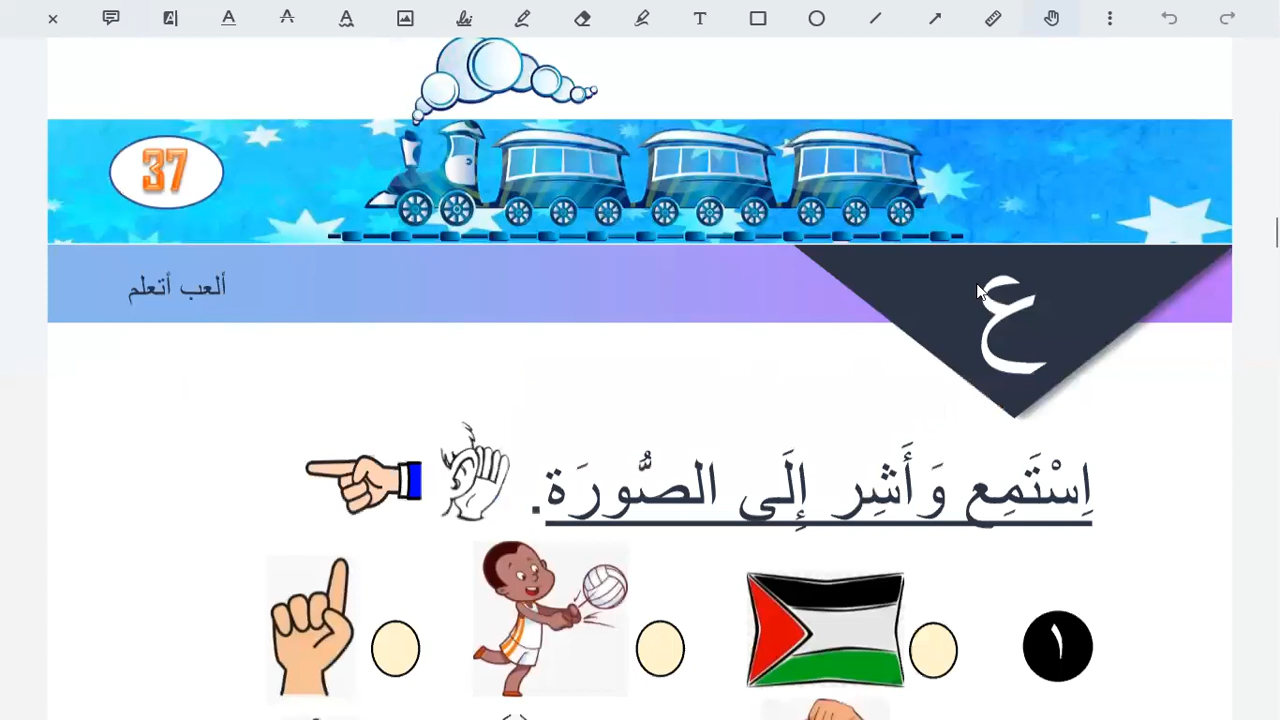 37
ألعب أتعلم
ع
اِسْتَمِع وَأَشِر إِلَى الصُّورَة.
١